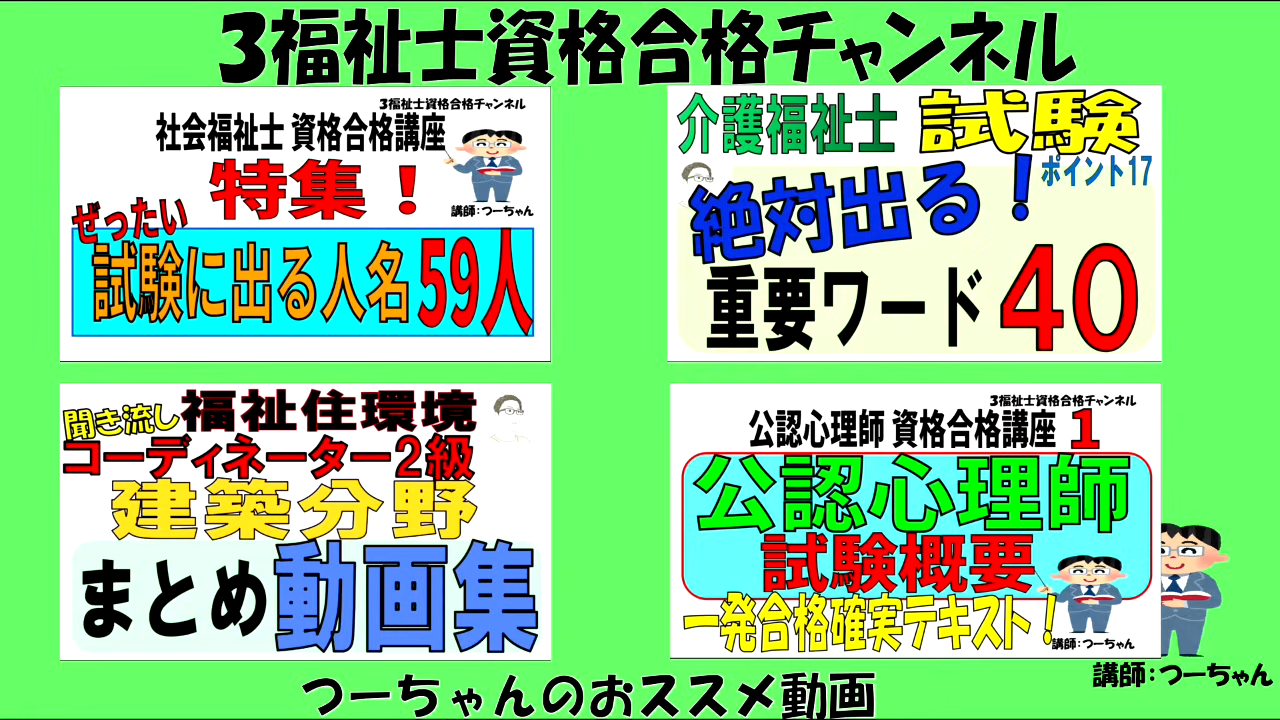 3福祉士資格合格チャンネル
3福祉士資格合格チャンネル
社会福祉士 資格合格講座
特集！
講師：つーちゃん
ぜったい
試験に出る人名59人
介護福祉士 試験
ポイント17
絶対出る！
重要ワード40
聞き流し福祉住環境
コーディネーター2級
建築分野
まとめ動画集
3福祉士資格合格チャンネル
公認心理師 資格合格講座 1
公認心理師
試験概要
一発合格確実テキスト！
講師：つーちゃん
講師：つーちゃん
つーちゃんのおススメ動画